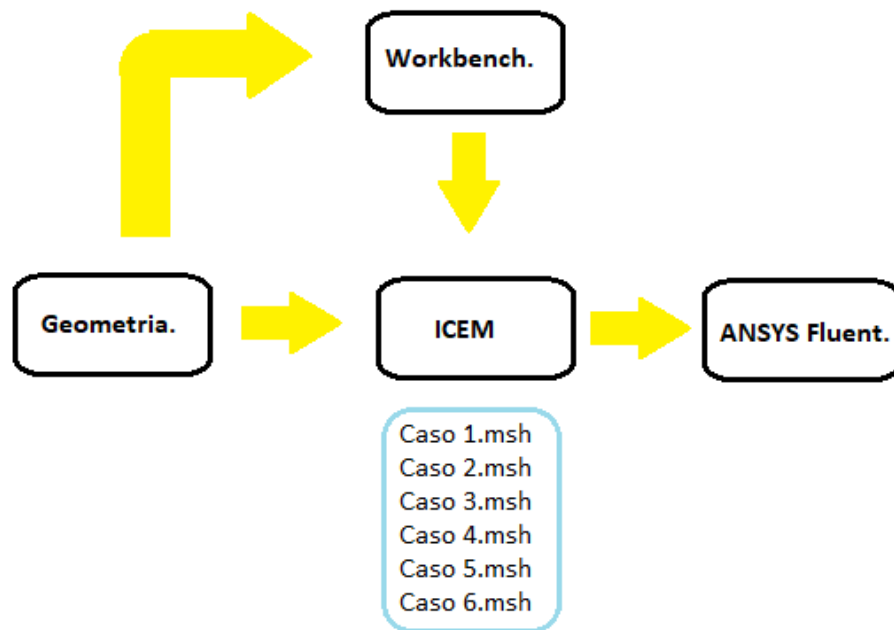 Workbench.
Geometria.
ICEM
ANSYS Fluent.
Caso 1.msh
Caso 2.msh
Caso 3.msh
Caso 4.msh
Caso 5.msh
Caso 6.msh